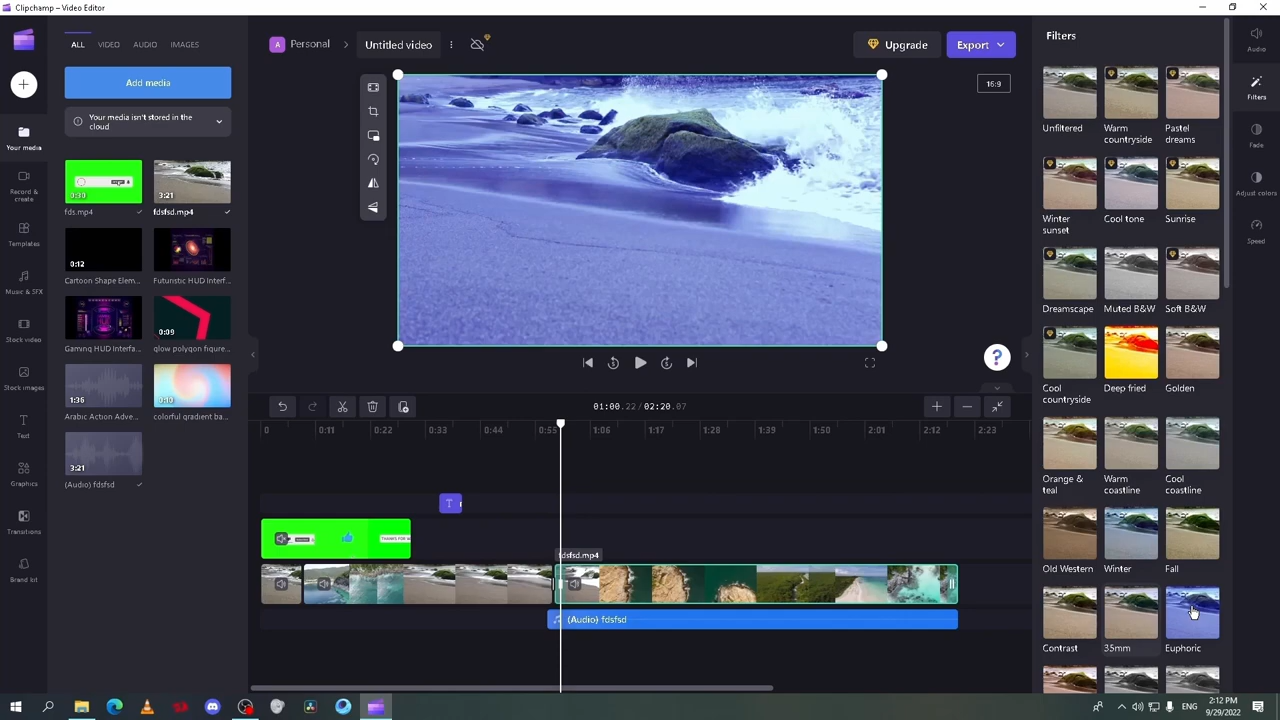 Clipchamp – Video Editor
ALL
VIDEO
AUDIO
IMAGES
A
Personal
Untitled video
Upgrade
Export
Filters
Audio
Add media
Your media isn't stored in the
cloud
16:9
Your media
Record &
create
Templates
Music & SFX
Stock video
Stock images
Text
Graphics
Transitions
Brand kit
0:30
fds.mp4
3:21
fdsfsd.mp4
0:12
Cartoon Shape Elem...
Futuristic HUD Interf...
Gaming HUD Interfa...
0:09
glow polygon figure...
1:36
Arabic Action Adve...
colorful gradient ba...
3:21
(Audio) fdsfsd
Unfiltered
Warm
countryside
Pastel
dreams
Winter
sunset
Cool tone
Sunrise
Dreamscape
Muted B&W
Soft B&W
Cool
countryside
Deep fried
Golden
Orange &
teal
Warm
coastline
Cool
coastline
Old Western
Winter
Fall
Contrast
35mm
Euphoric
Filters
Fade
Adjust colors
Speed
?
01:00.22 / 02:20.07
0
0:11
0:22
0:33
0:44
0:55
1:06
1:17
1:28
1:39
1:50
2:01
2:12
2:23
T
fdsfsd.mp4
(Audio) fdsfsd
ENG
2:12 PM
9/29/2022